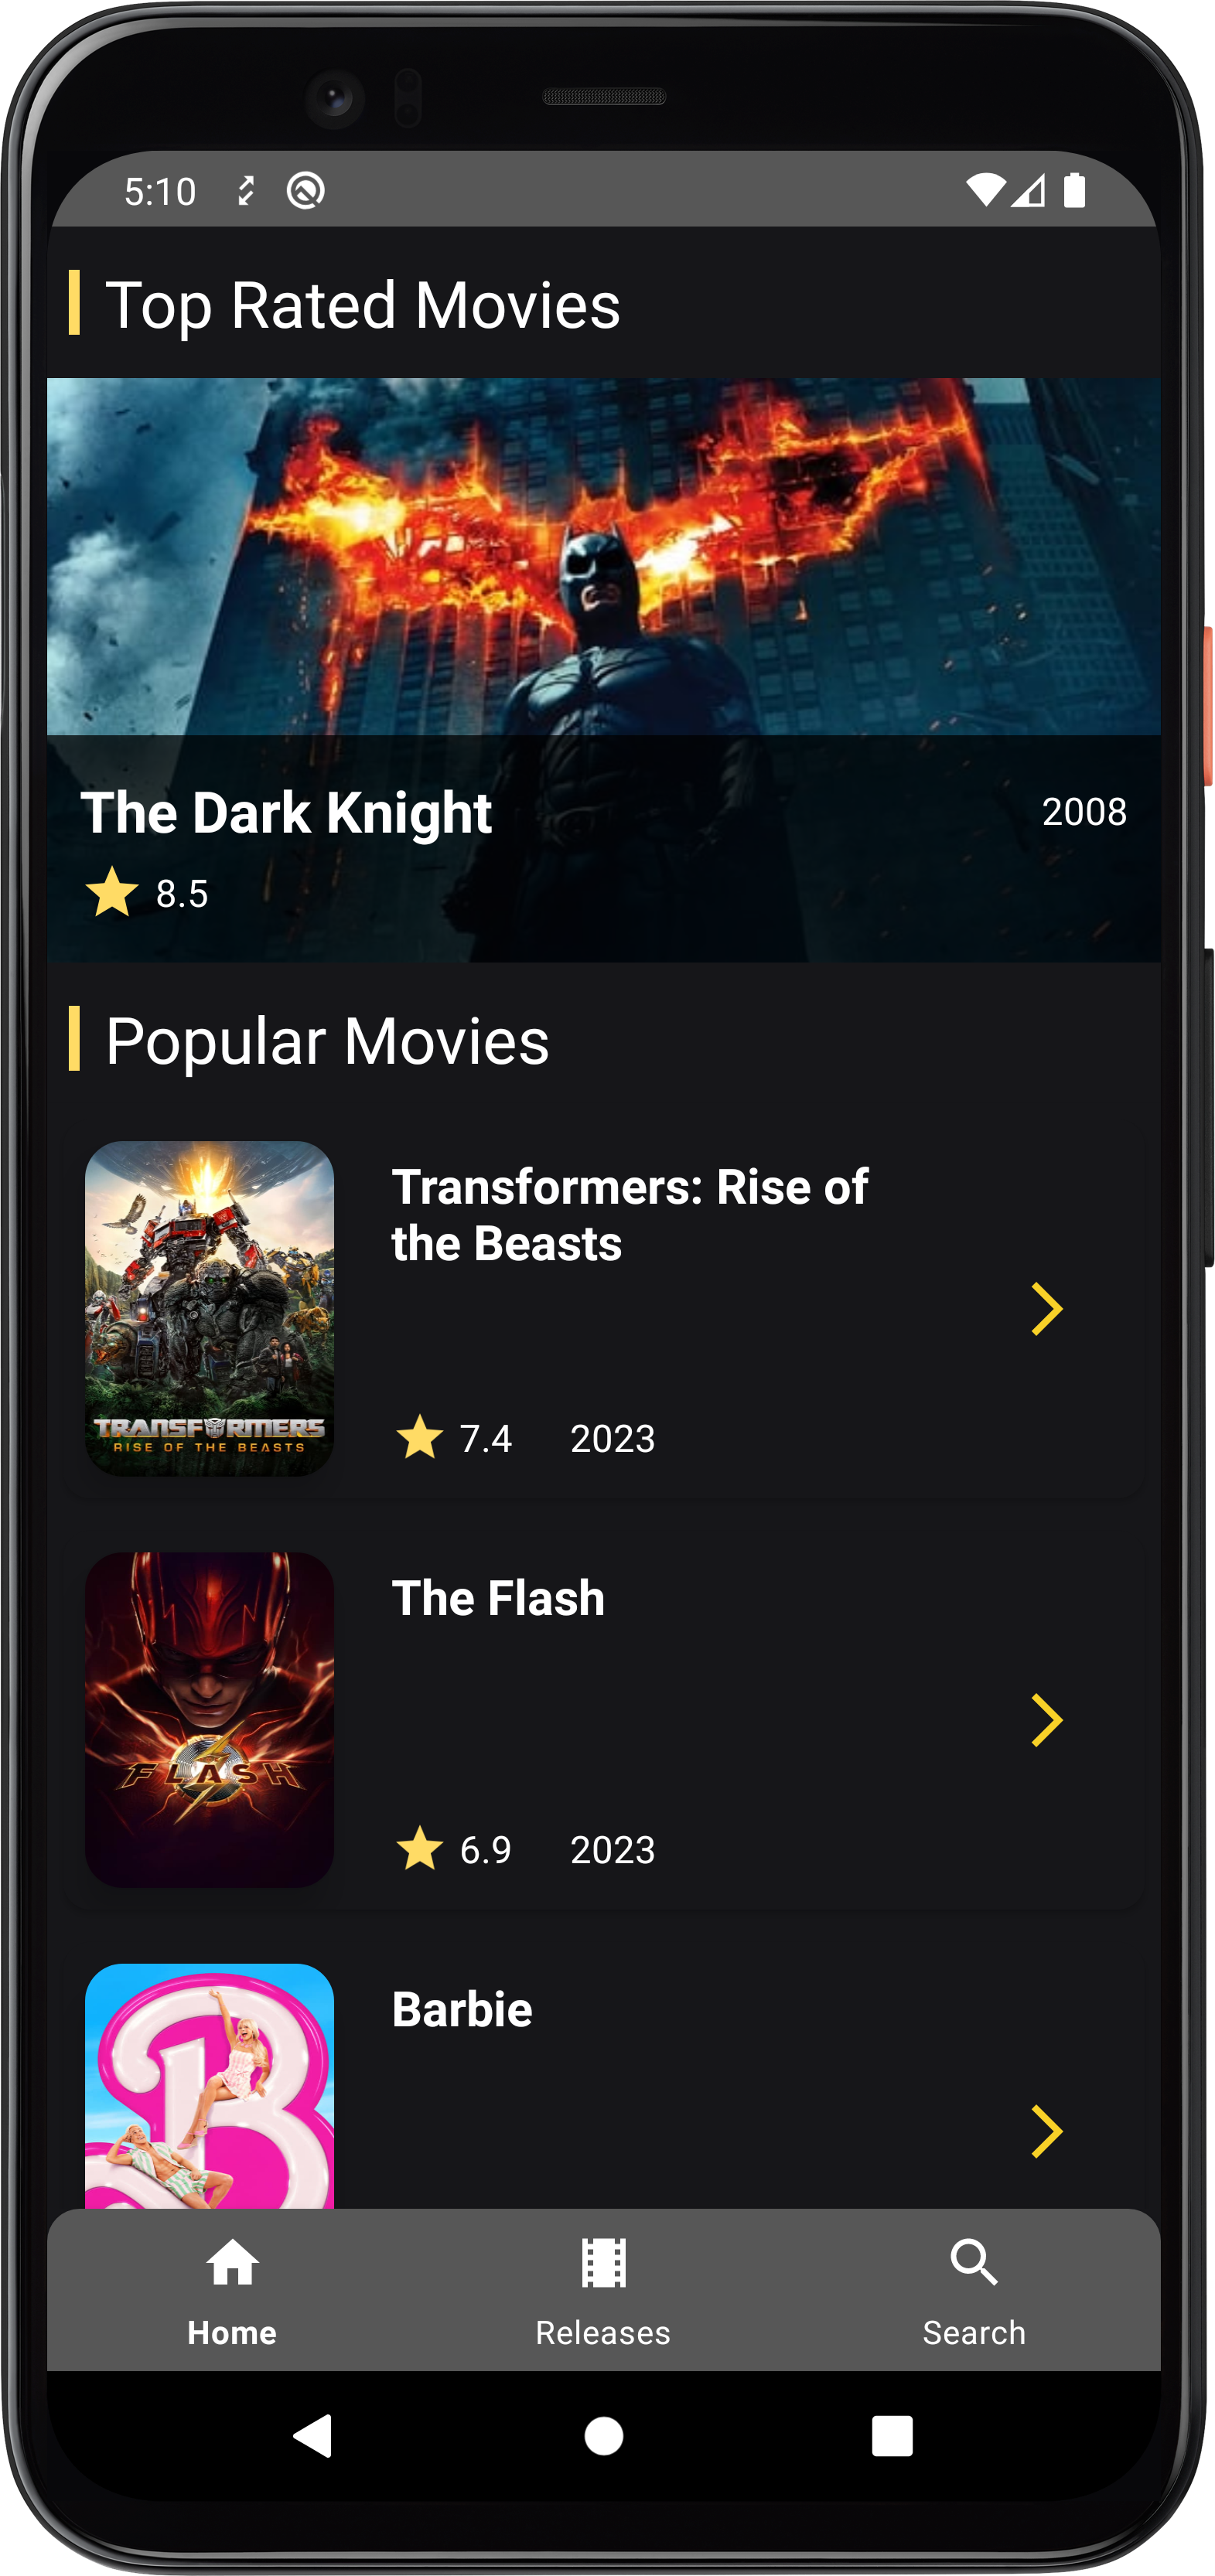 5:10
Top Rated Movies
The Dark Knight
2008
8.5
Popular Movies
Transformers: Rise of
the Beasts
TRANSFORMERS
RISE OF THE BEASTS
7.4
2023
The Flash
FLASH
6.9
2023
Barbie
B
Home
Releases
Search